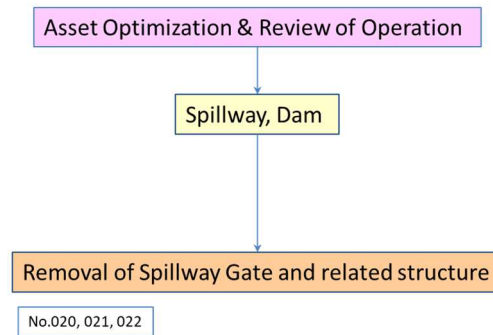 Asset Optimization & Review of Operation
Spillway, Dam
Removal of Spillway Gate and related structure
No.020, 021, 022